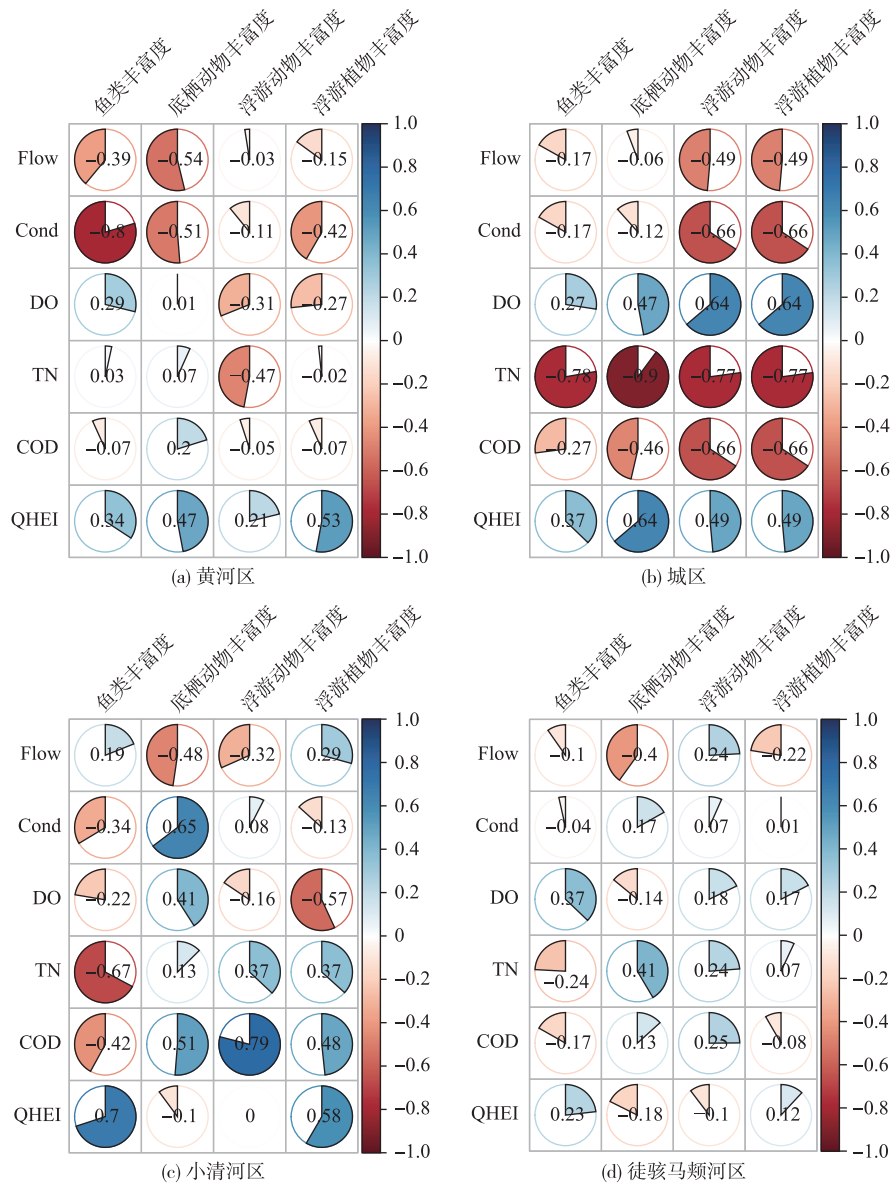 鱼类丰富度 底栖动物丰富度 浮游动物丰富度 浮游植物丰富度
Flow −0.39 −0.54 −0.03 −0.15
Cond −0.8 −0.51 −0.11 −0.42
DO 0.29 0.01 −0.31 −0.27
TN 0.03 0.07 −0.47 −0.02
COD −0.07 0.2 −0.05 −0.07
QHEI 0.34 0.47 0.21 0.53
1.0
0.8
0.6
0.4
0.2
0
−0.2
−0.4
−0.6
−0.8
−1.0
(a) 黄河区
鱼类丰富度 底栖动物丰富度 浮游动物丰富度 浮游植物丰富度
Flow −0.17 −0.06 −0.49 −0.49
Cond −0.17 −0.12 −0.66 −0.66
DO 0.27 0.47 0.64 0.64
TN −0.78 −0.9 −0.77 −0.77
COD −0.27 −0.46 −0.66 −0.66
QHEI 0.37 0.64 0.49 0.49
1.0
0.8
0.6
0.4
0.2
0
−0.2
−0.4
−0.6
−0.8
−1.0
(b) 城区
鱼类丰富度 底栖动物丰富度 浮游动物丰富度 浮游植物丰富度
Flow 0.19 −0.48 −0.32 0.29
Cond −0.34 0.65 0.08 −0.13
DO −0.22 0.41 −0.16 −0.57
TN −0.67 0.13 0.37 0.37
COD −0.42 0.51 0.79 0.48
QHEI 0.7 −0.1 0 0.58
1.0
0.8
0.6
0.4
0.2
0
−0.2
−0.4
−0.6
−0.8
−1.0
(c) 小清河区
鱼类丰富度 底栖动物丰富度 浮游动物丰富度 浮游植物丰富度
Flow −0.1 −0.4 0.24 −0.22
Cond −0.04 0.17 0.07 0.01
DO 0.37 −0.14 0.18 0.17
TN −0.24 0.41 0.24 0.07
COD −0.17 0.13 0.25 −0.08
QHEI 0.23 −0.18 −0.1 0.12
1.0
0.8
0.6
0.4
0.2
0
−0.2
−0.4
−0.6
−0.8
−1.0
(d) 徒骇马颊河区